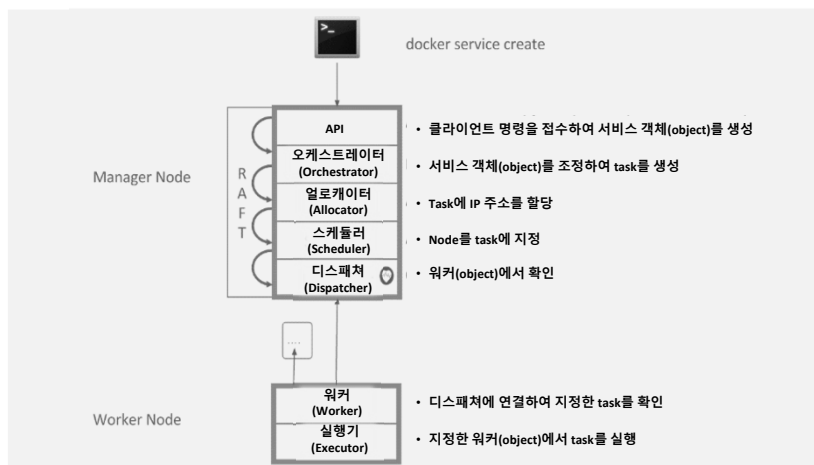 >_
docker service create
Manager Node
RAFT
API
• 클라이언트 명령을 접수하여 서비스 객체(object)를 생성
오케스트레이터
(Orchestrator)
• 서비스 객체(object)를 조정하여 task를 생성
얼로캐이터
(Allocator)
• Task에 IP 주소를 할당
스케듈러
(Scheduler)
• Node를 task에 지정
디스패쳐
(Dispatcher)
• 워커(object)에서 확인
....
Worker Node
워커
(Worker)
• 디스패쳐에 연결하여 지정한 task를 확인
실행기
(Executor)
• 지정한 워커(object)에서 task를 실행